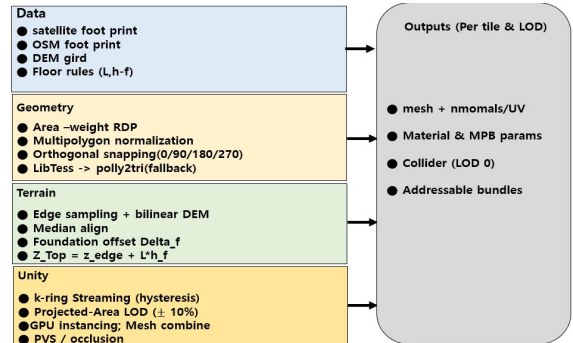 Data
● satellite foot print
● OSM foot print
● DEM gird
● Floor rules (L,h-f)
Geometry
● Area –weight RDP
● Multipolygon normalization
● Orthogonal snapping(0/90/180/270)
● LibTess -> polly2tri(fallback)
Terrain
● Edge sampling + bilinear DEM
● Median align
● Foundation offset Delta_f
● Z_Top = z_edge + L*h_f
Unity
● k-ring Streaming (hysteresis)
● Projected-Area LOD (± 10%)
●GPU instancing; Mesh combine
● PVS / occlusion
Outputs (Per tile & LOD)
● mesh + nmomals/UV
● Material & MPB params
● Collider (LOD 0)
● Addressable bundles